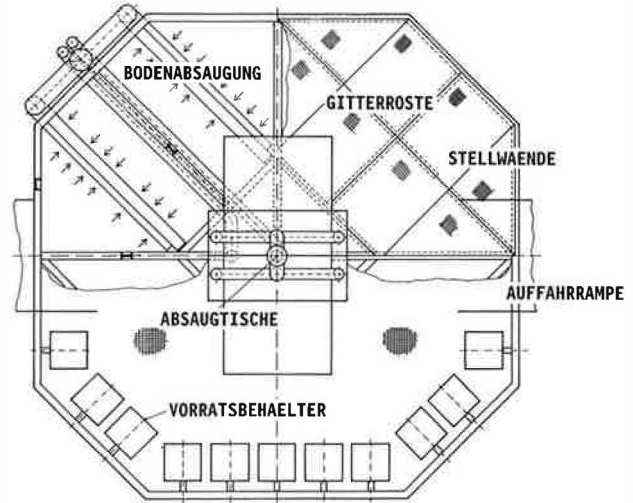 BODENABSAUGUNG
GITTERROSTE
STELLWAENDE
AUFFAHRRAMPE
ABSAUGTISCHE
VORRATSBEHAELTER